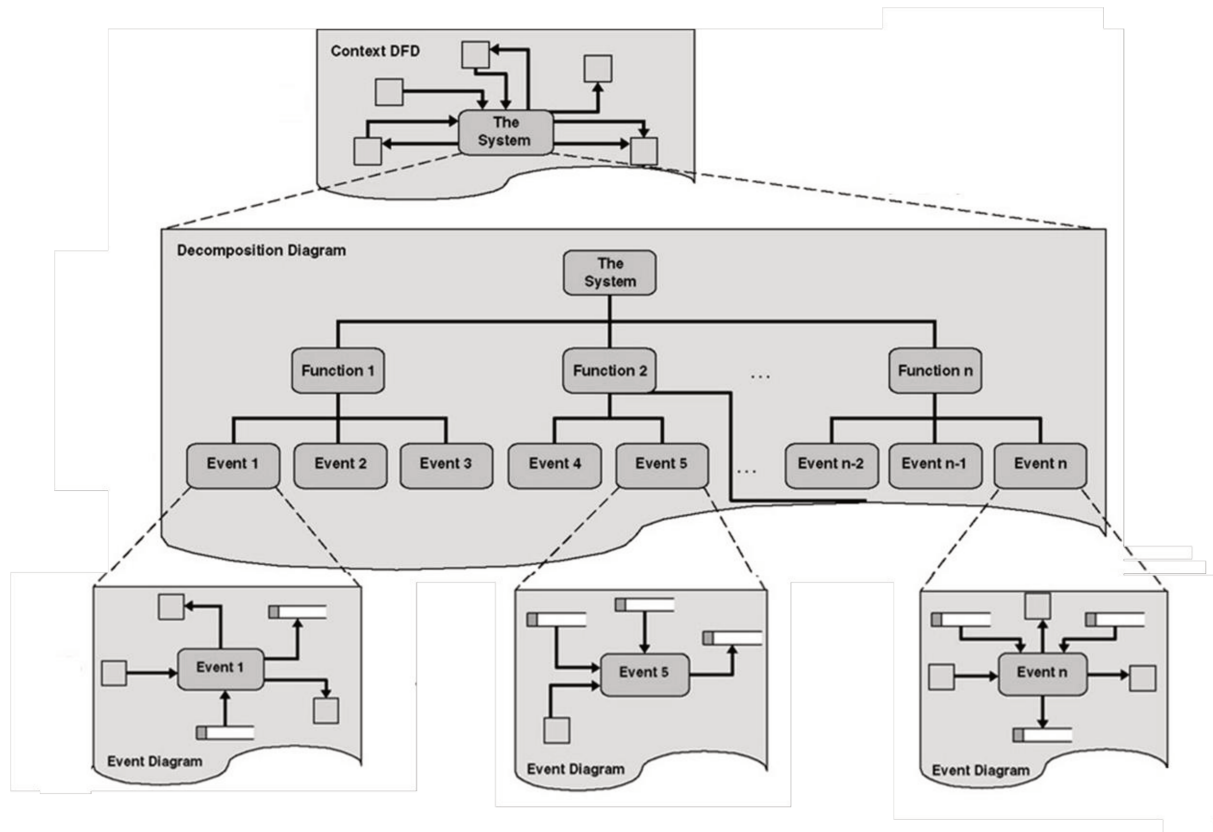 Context DFD
The
System
Decomposition Diagram
The
System
Function 1
Function 2
...
Function n
Event 1
Event 2
Event 3
Event 4
Event 5
...
Event n-2
Event n-1
Event n
Event 1
Event Diagram
Event 5
Event Diagram
Event n
Event Diagram